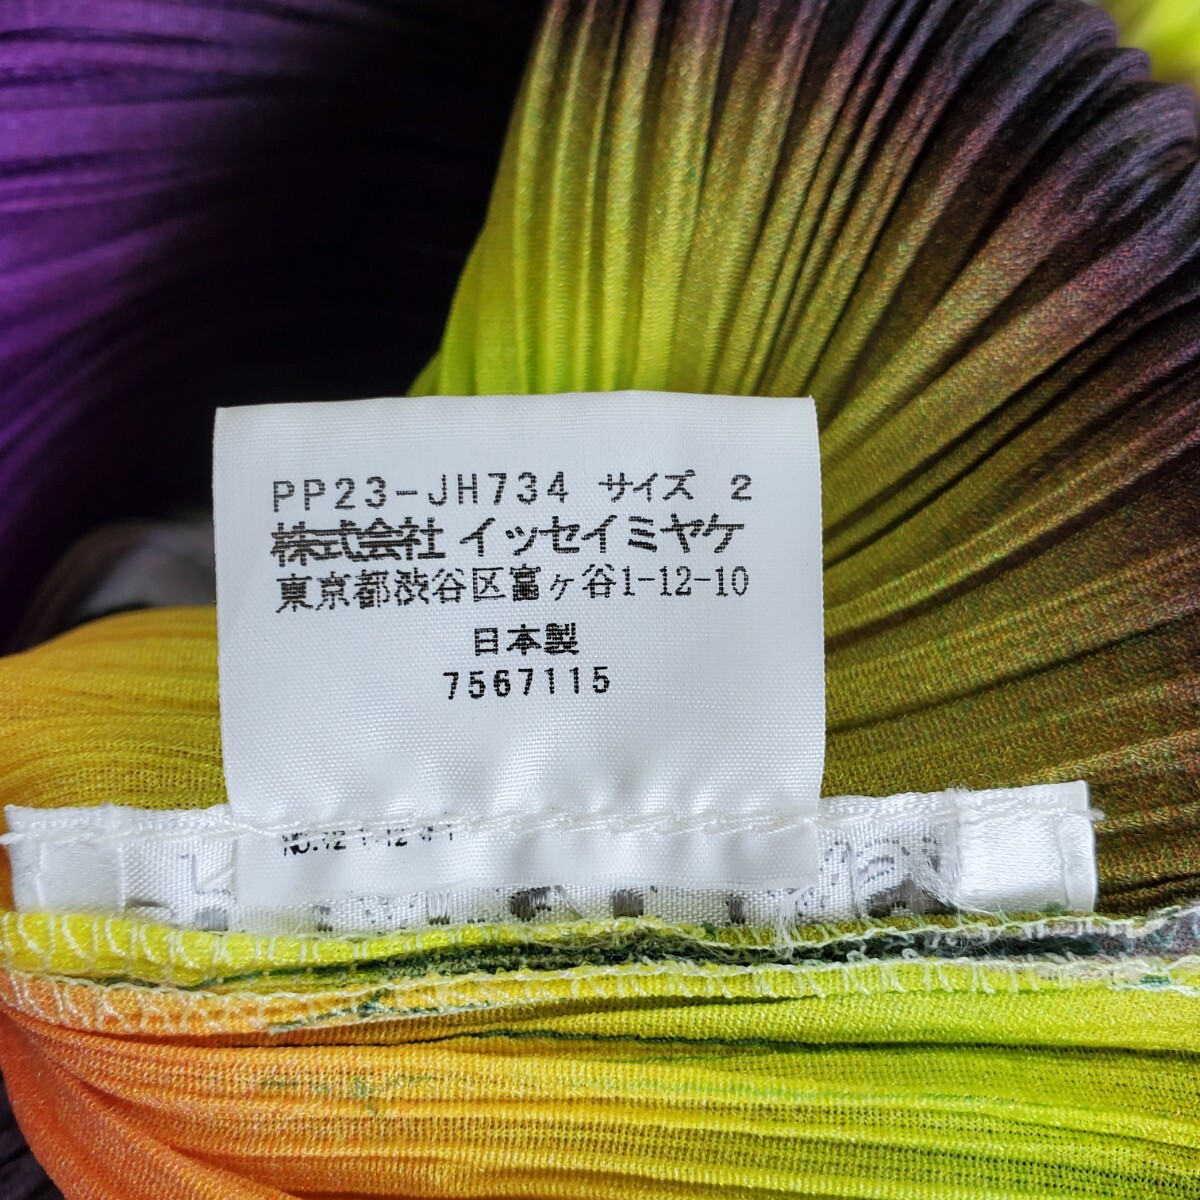 PP23-JH734 サイズ 2
株式会社 イッセイミヤケ
東京都渋谷区富ヶ谷1-12-10
日本製
7567115